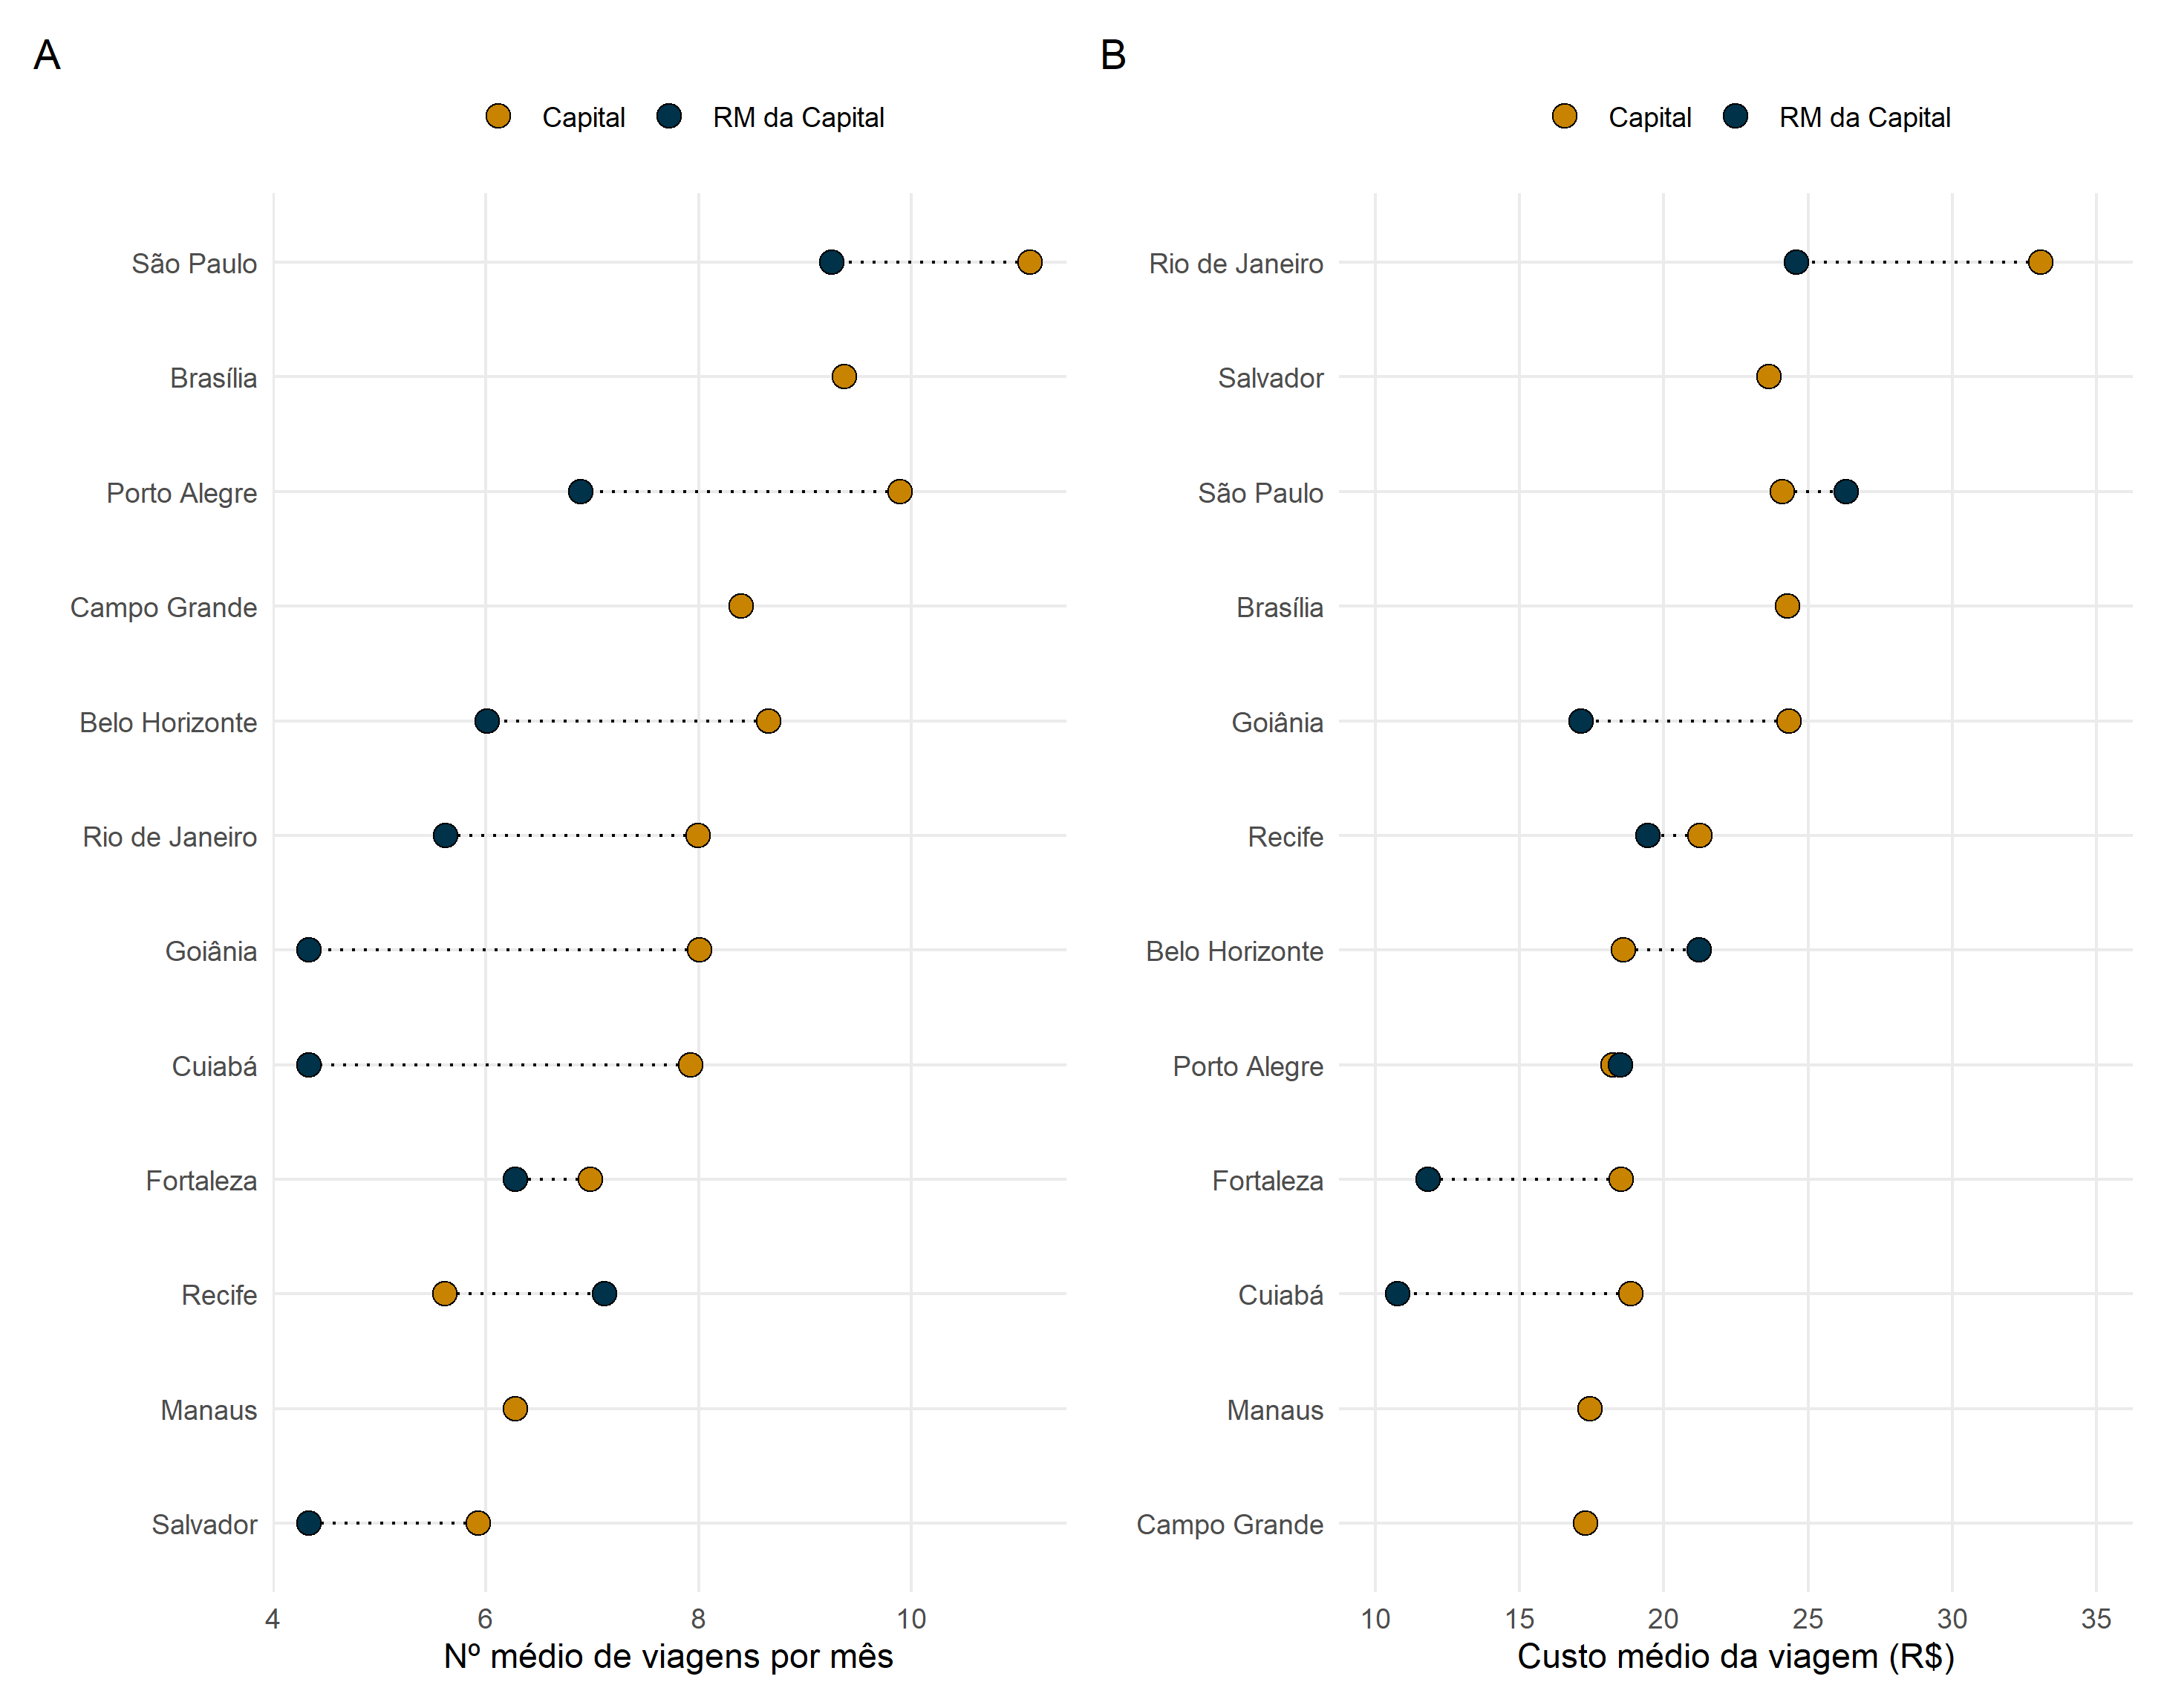 A
Capital RM da Capital
São Paulo
Brasília
Porto Alegre
Campo Grande
Belo Horizonte
Rio de Janeiro
Goiânia
Cuiabá
Fortaleza
Recife
Manaus
Salvador
4 6 8 10
Nº médio de viagens por mês
B
Capital RM da Capital
Rio de Janeiro
Salvador
São Paulo
Brasília
Goiânia
Recife
Belo Horizonte
Porto Alegre
Fortaleza
Cuiabá
Manaus
Campo Grande
10 15 20 25 30 35
Custo médio da viagem (R$)